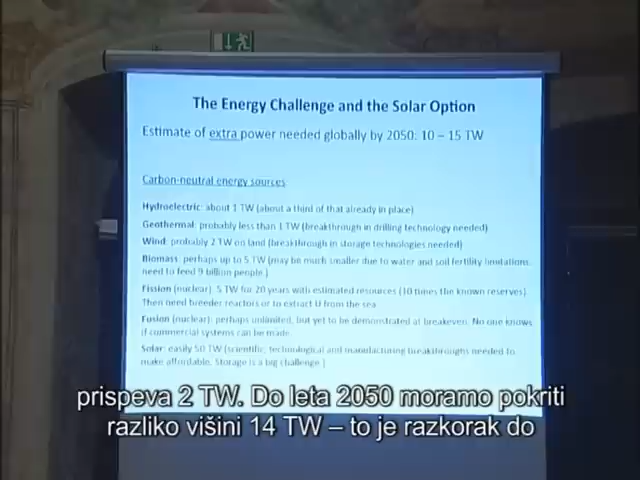 The Energy Challenge and the Solar Option
Estimate of extra power needed globally by 2050: 10 – 15 TW
Carbon-neutral energy sources
Hydroelectric: about 1 TW (about a third of that already in place)
Geothermal: probably less than 1 TW (breakthrough in drilling technology needed)
Wind: probably 2 TW on land (breakthrough in storage technologies needed)
Biomass: perhaps up to 5 TW (may be much smaller due to water and soil fertility limitations.
need to feed 9 billion people.)
Fission (nuclear): 5 TW for 20 years with estimated resources (10 times the known reserves).
Then need breeder reactors or to extract U from the sea.
Fusion (nuclear): perhaps unlimited, but yet to be demonstrated at breakeven. No one knows
if commercial systems can be made.
Solar: easily 50 TW (scientific, technological and manufacturing breakthroughs needed to
make affordable. Storage is a big challenge.)
prispeva 2 TW. Do leta 2050 moramo pokriti
razliko višini 14 TW – to je razkorak do